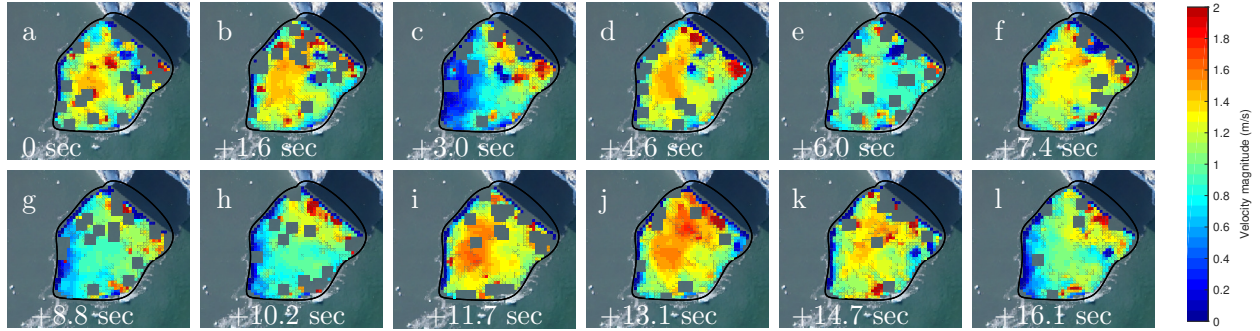 a
b
c
d
e
f
0 sec
+1.6 sec
+3.0 sec
+4.6 sec
+6.0 sec
+7.4 sec
g
h
i
j
k
l
+8.8 sec
+10.2 sec
+11.7 sec
+13.1 sec
+14.7 sec
+16.1 sec
2
1.8
1.6
1.4
1.2
1
0.8
0.6
0.4
0.2
0
Velocity magnitude (m/s)